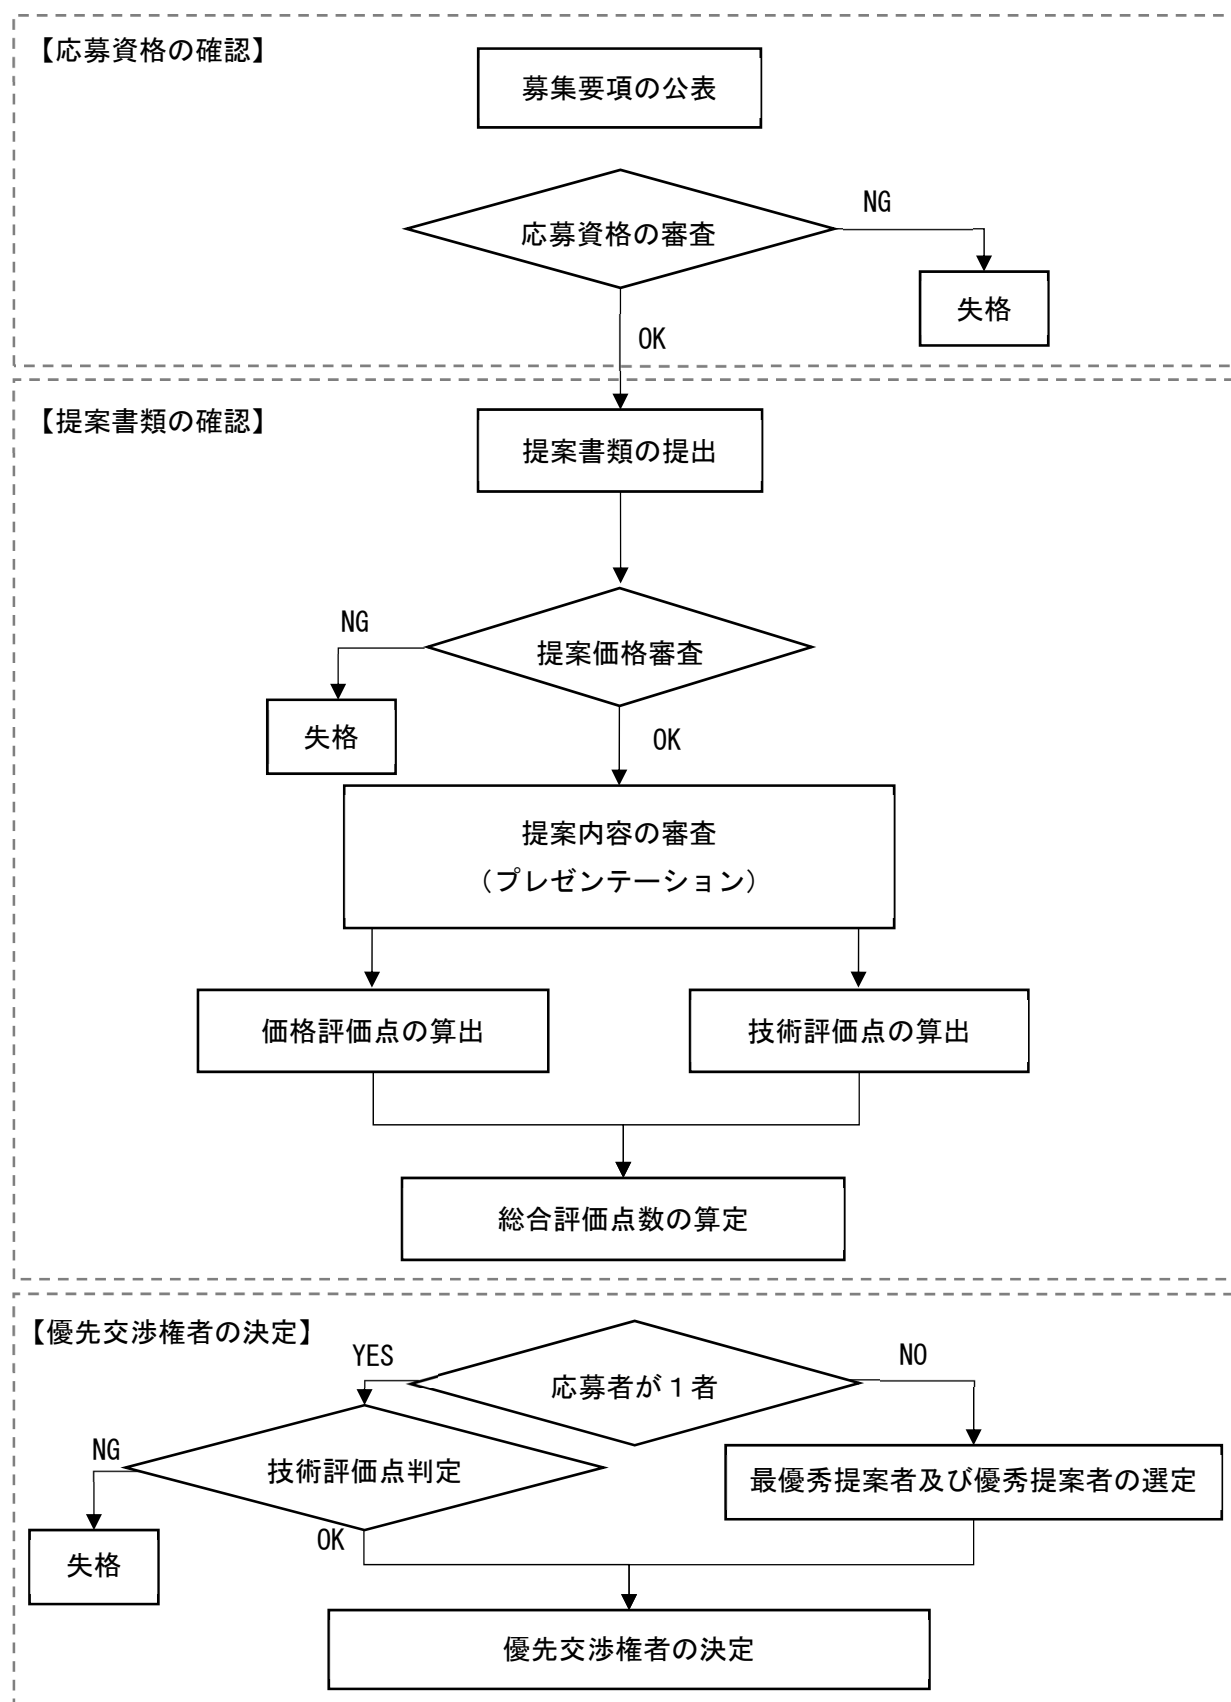 【応募資格の確認】
募集要項の公表
応募資格の審査
NG
失格
OK
【提案書類の確認】
提案書類の提出
NG
提案価格審査
失格
OK
提案内容の審査
（プレゼンテーション）
価格評価点の算出
技術評価点の算出
総合評価点数の算定
【優先交渉権者の決定】
YES
応募者が１者
NO
NG
技術評価点判定
最優秀提案者及び優秀提案者の選定
失格
OK
優先交渉権者の決定